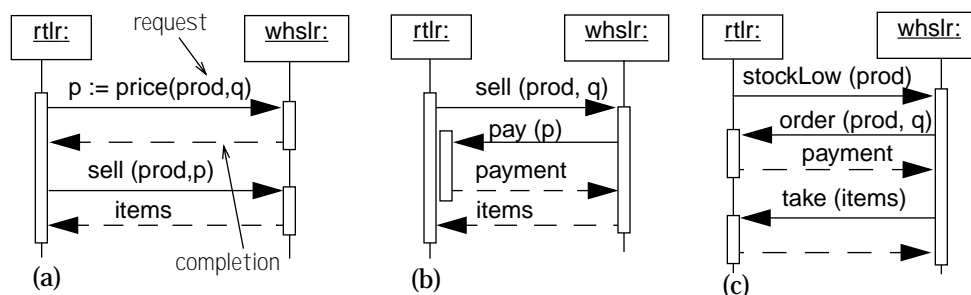 request
rtlr:
whslr:
p := price(prod,q)
sell (prod,p)
items
completion
(a)
rtlr:
whslr:
sell (prod, q)
pay (p)
payment
items
(b)
rtlr:
whslr:
stockLow (prod)
order (prod, q)
payment
take (items)
(c)